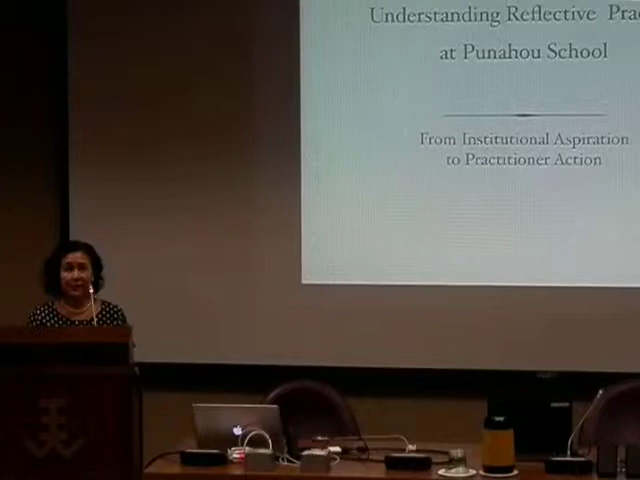 Understanding Reflective
at Punahou School
From Institutional Aspiration
to Practitioner Action